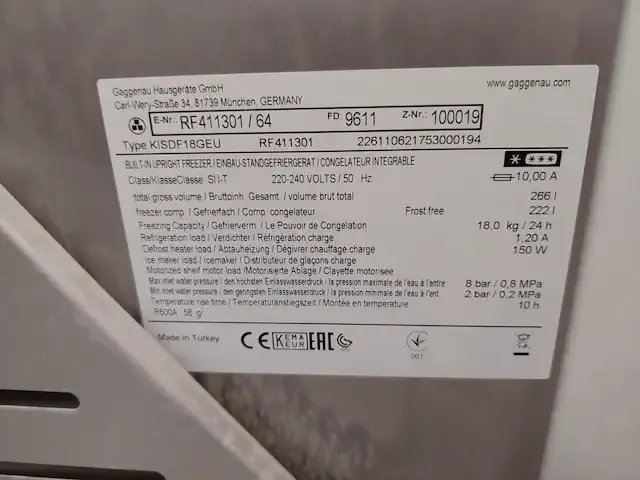 Gaggenau Hausgeräte GmbH
www.gaggenau.com
Carl-Wery-Straße 34, 81739 München, GERMANY
E-Nr.: RF411301 / 64 FD 9611 Z-Nr.: 100019
Type KISDF18GEU RF411301 226110621753000194
BUILT-IN UPRIGHT FREEZER / EINBAU-STANDGEFRIERGERAT / CONGELATEUR INTEGRABLE
Class/KlasseClasse SN-T 220-240 VOLTS / 50 Hz 10,00 A
total gross volume / Bruttoinh. Gesamt / volume brut total 266 l
freezer comp / Gefrierfach / Comp. congelateur Frost free 222 l
Freezing Capacity / Gefrierverm / Le Pouvoir de Congelation 18,0 kg / 24 h
Refrigeration load / Verdichter / Réfrigération charge 1,20 A
Defrost heater load / Abtauheizung / Dégivrer chauffage charge 150 W
Ice maker load / Icemaker / Distributeur de glaçons charge
Motorized shelf motor load /Motorisierte Ablage / Clayette motorisee
Max inlet water pressure / den höchsten Einlasswasserdruck / la pression maximale de l'eau à l'entrée 8 bar / 0,8 MPa
Min. inlet water pressure / den geringsten Einlasswasserdruck / la pression minimale de l'eau à l'ent 2 bar / 0,2 MPa
Temperature rise time / Temperaturanstiegszeit / Montée en température 10 h
R600A 56 gr
Made in Turkey CE KEMA KEUR EAC
001